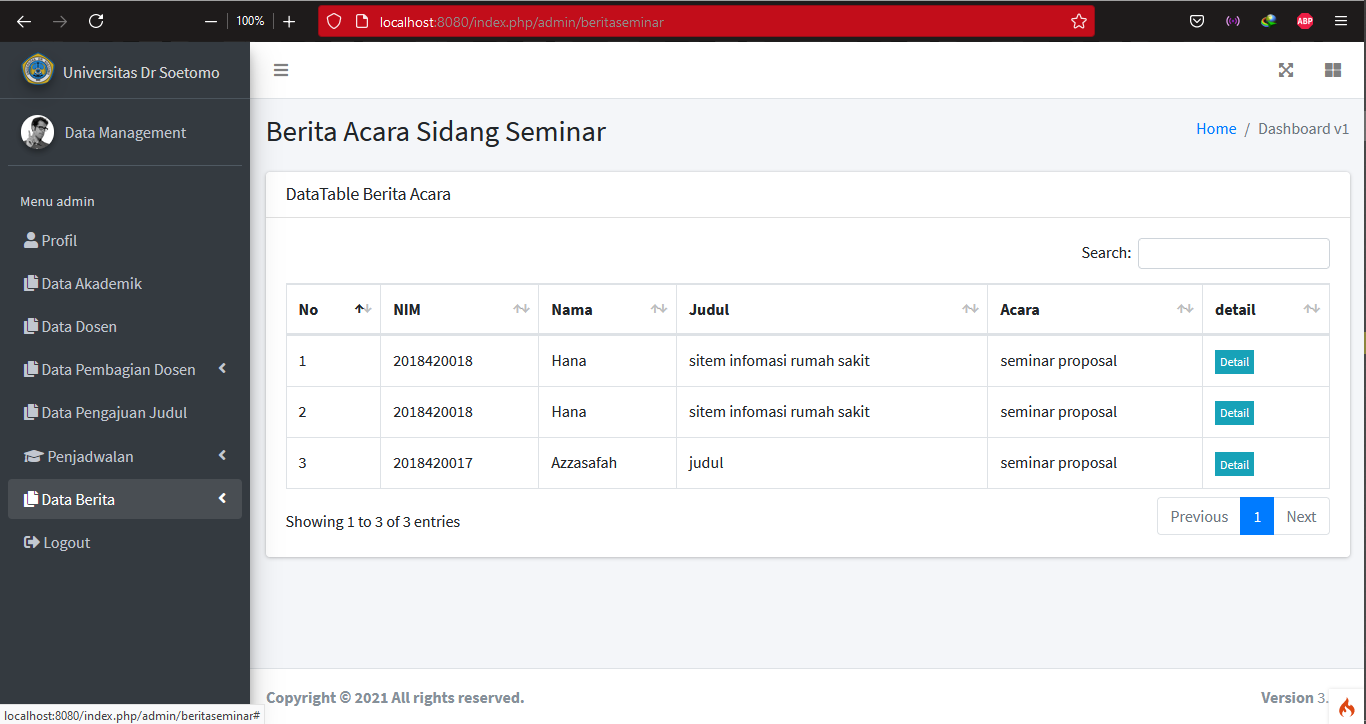 100%
localhost:8080/index.php/admin/beritaseminar
ABP
Universitas Dr Soetomo
Data Management
Menu admin
Profil
Data Akademik
Data Dosen
Data Pembagian Dosen
Data Pengajuan Judul
Penjadwalan
Data Berita
Logout
Berita Acara Sidang Seminar
Home / Dashboard v1
DataTable Berita Acara
Search:
No NIM Nama Judul Acara detail
1 2018420018 Hana sitem infomasi rumah sakit seminar proposal Detail
2 2018420018 Hana sitem infomasi rumah sakit seminar proposal Detail
3 2018420017 Azzasafah judul seminar proposal Detail
Showing 1 to 3 of 3 entries
Previous 1 Next
Copyright © 2021 All rights reserved.
Version 3.
localhost:8080/index.php/admin/beritaseminar#